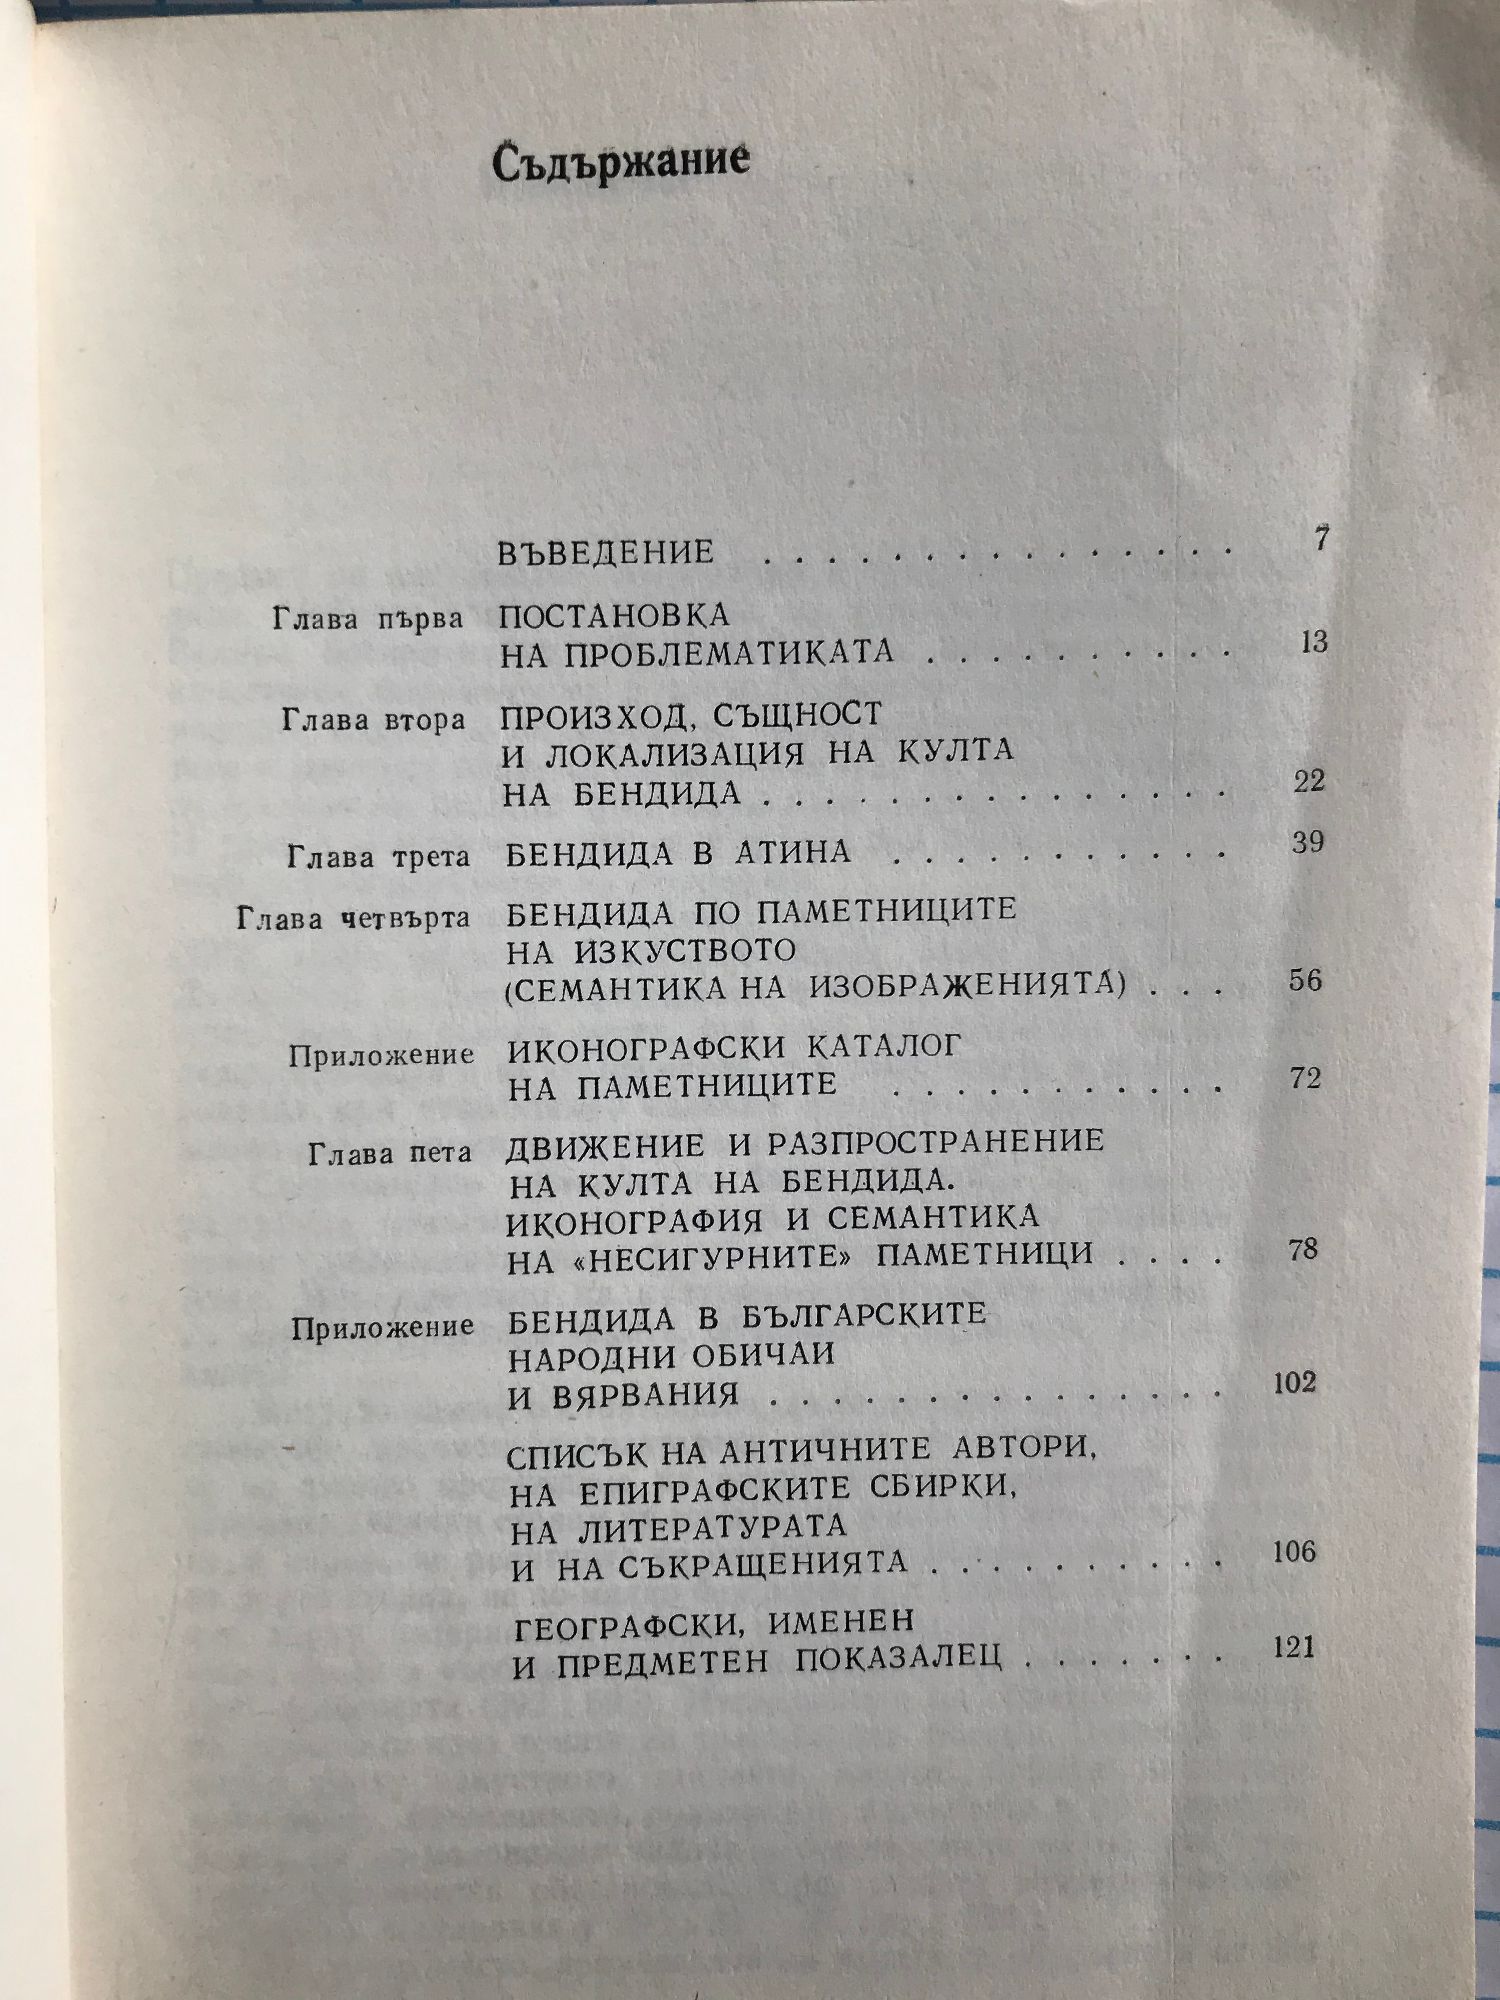 Съдържание
ВЪВЕДЕНИЕ . . . . . . . . . . . . . . . 7
Глава първа ПОСТАНОВКА
НА ПРОБЛЕМАТИКАТА . . . . . . . . . . 13
Глава втора ПРОИЗХОД, СЪЩНОСТ
И ЛОКАЛИЗАЦИЯ НА КУЛТА
НА БЕНДИДА . . . . . . . . . . . . . . . 22
Глава трета БЕНДИДА В АТИНА . . . . . . . . . . . 39
Глава четвърта БЕНДИДА ПО ПАМЕТНИЦИТЕ
НА ИЗКУСТВОТО
(СЕМАНТИКА НА ИЗОБРАЖЕНИЯТА) . . . 56
Приложение ИКОНОГРАФСКИ КАТАЛОГ
НА ПАМЕТНИЦИТЕ . . . . . . . . . . . 72
Глава пета ДВИЖЕНИЕ И РАЗПРОСТРАНЕНИЕ
НА КУЛТА НА БЕНДИДА.
ИКОНОГРАФИЯ И СЕМАНТИКА
НА «НЕСИГУРНИТЕ» ПАМЕТНИЦИ . . . . 78
Приложение БЕНДИДА В БЪЛГАРСКИТЕ
НАРОДНИ ОБИЧАИ
И ВЯРВАНИЯ . . . . . . . . . . . . . . . 102
СПИСЪК НА АНТИЧНИТЕ АВТОРИ,
НА ЕПИГРАФСКИТЕ СБИРКИ,
НА ЛИТЕРАТУРАТА
И НА СЪКРАЩЕНИЯТА . . . . . . . . . . 106
ГЕОГРАФСКИ, ИМЕНЕН
И ПРЕДМЕТЕН ПОКАЗАЛЕЦ . . . . . . . 121